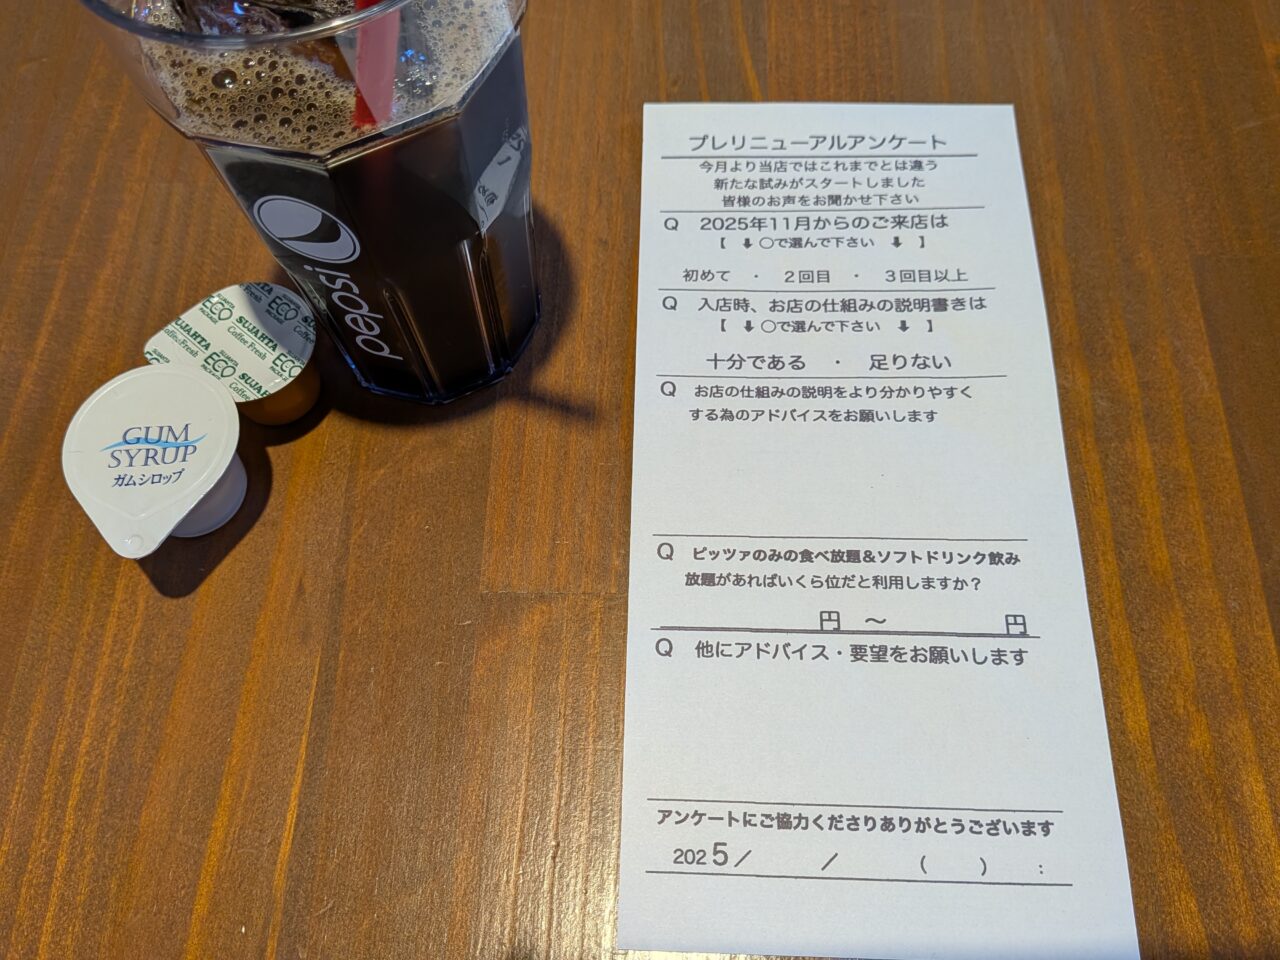 pepsi
SUJAHTA
Coffee Fresh
SUJAHTA
ECO
PACKAGE
GUM
SYRUP
ガムシロップ
プレリニューアルアンケート
今月より当店ではこれまでとは違う
新たな試みがスタートしました
皆様のお声をお聞かせ下さい
Q 2025年11月からのご来店は
【 ⬇ ○で選んで下さい ⬇ 】
初めて ・ 2回目 ・ 3回目以上
Q 入店時、お店の仕組みの説明書きは
【 ⬇ ○で選んで下さい ⬇ 】
十分である ・ 足りない
Q お店の仕組みの説明をより分かりやすく
する為のアドバイスをお願いします
Q ピッツァのみの食べ放題&ソフトドリンク飲み
放題があればいくら位だと利用しますか？
円 ～ 円
Q 他にアドバイス・要望をお願いします
アンケートにご協力くださりありがとうございます
2025/ / ( ) :